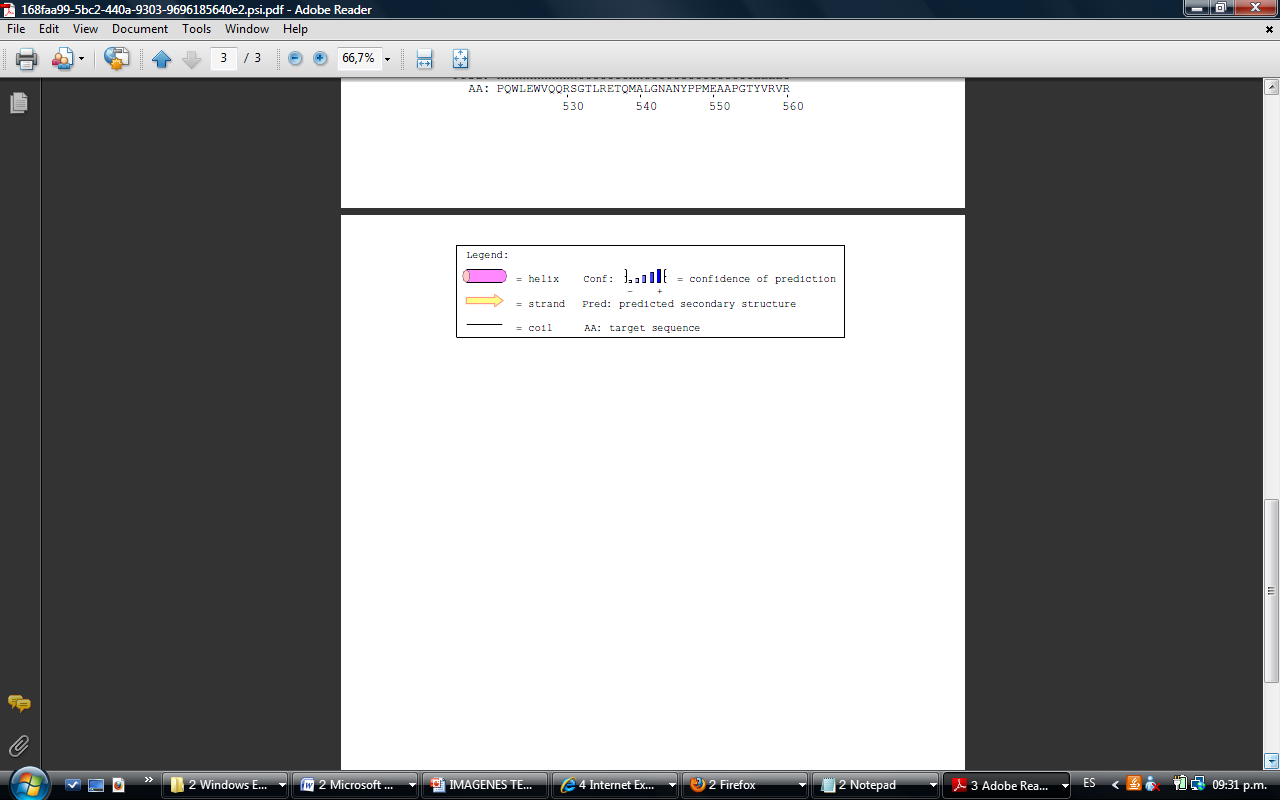 168faa99-5bc2-440a-9303-9696185640e2.psi.pdf - Adobe Reader
File Edit View Document Tools Window Help
3 / 3 66,7%
AA: PQWLEWVQQRSGTLRETQMALGNANYPPMEAAPGTYVRVR
530 540 550 560
Legend:
= helix Conf: = confidence of prediction
- +
= strand Pred: predicted secondary structure
= coil AA: target sequence
2 Windows E... 2 Microsoft ... IMAGENES TE... 4 Internet Ex... 2 Firefox 2 Notepad 3 Adobe Rea... ES 09:31 p.m.